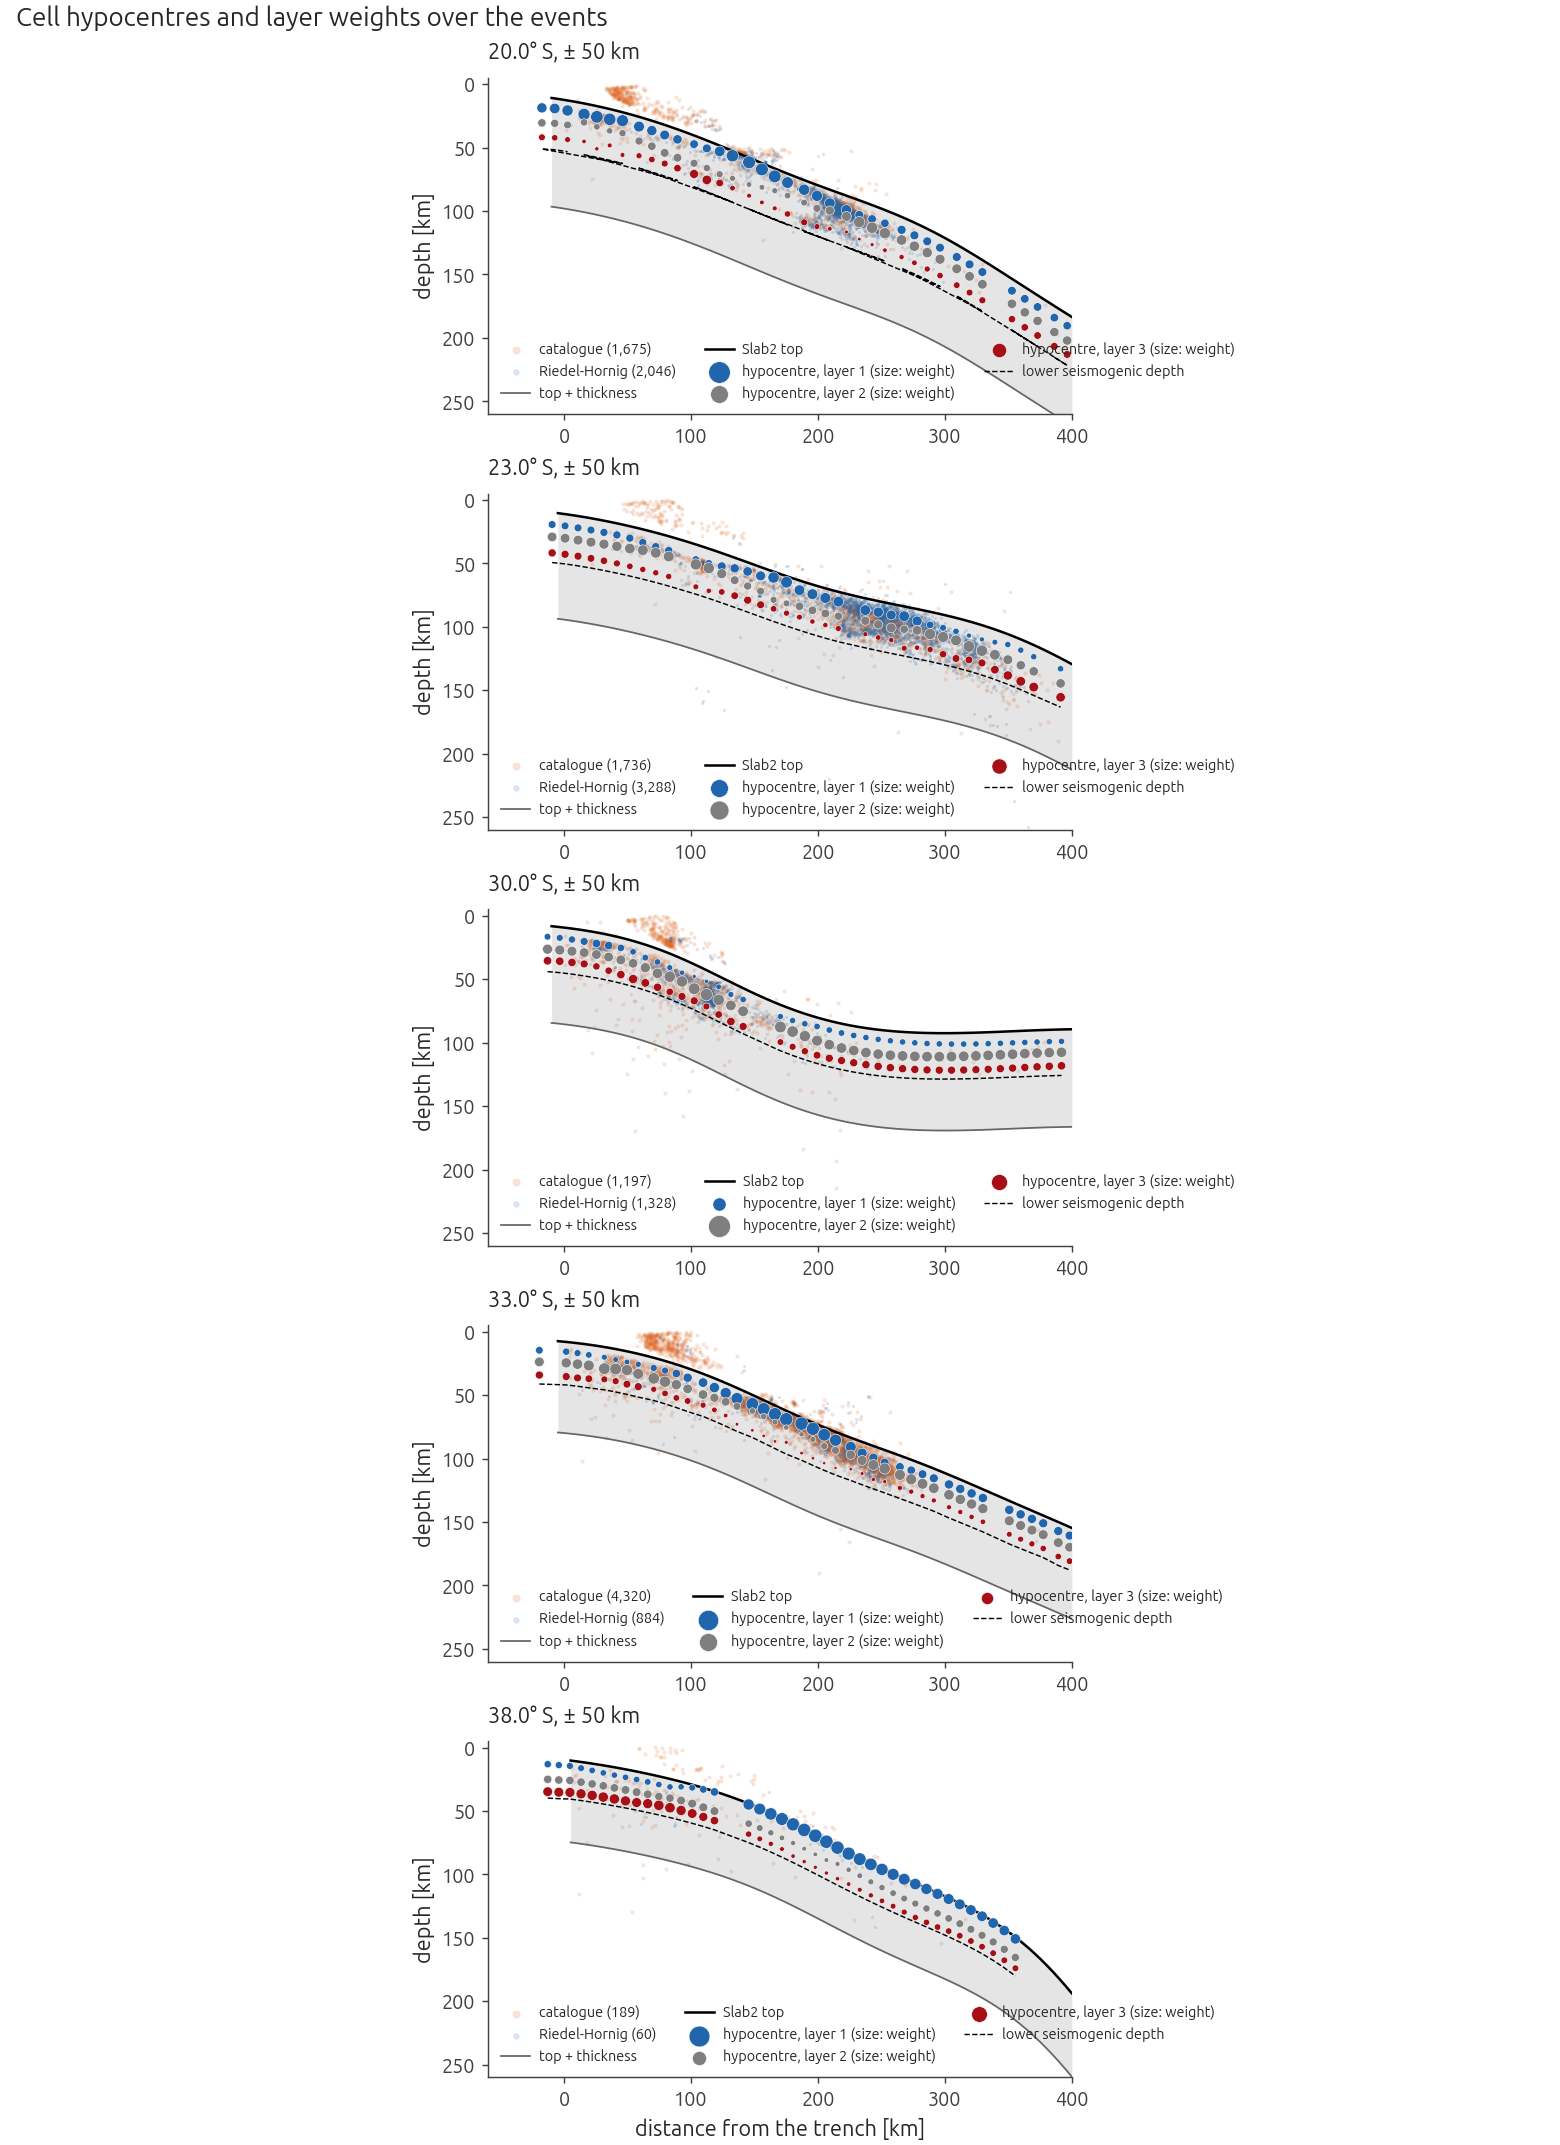 Cell hypocentres and layer weights over the events
20.0° S, ± 50 km
0
50
100
150
200
250
depth [km]
catalogue (1,675)
Riedel-Hornig (2,046)
top + thickness
Slab2 top
hypocentre, layer 1 (size: weight)
hypocentre, layer 2 (size: weight)
hypocentre, layer 3 (size: weight)
lower seismogenic depth
0 100 200 300 400
23.0° S, ± 50 km
0
50
100
150
200
250
depth [km]
catalogue (1,736)
Riedel-Hornig (3,288)
top + thickness
Slab2 top
hypocentre, layer 1 (size: weight)
hypocentre, layer 2 (size: weight)
hypocentre, layer 3 (size: weight)
lower seismogenic depth
0 100 200 300 400
30.0° S, ± 50 km
0
50
100
150
200
250
depth [km]
catalogue (1,197)
Riedel-Hornig (1,328)
top + thickness
Slab2 top
hypocentre, layer 1 (size: weight)
hypocentre, layer 2 (size: weight)
hypocentre, layer 3 (size: weight)
lower seismogenic depth
0 100 200 300 400
33.0° S, ± 50 km
0
50
100
150
200
250
depth [km]
catalogue (4,320)
Riedel-Hornig (884)
top + thickness
Slab2 top
hypocentre, layer 1 (size: weight)
hypocentre, layer 2 (size: weight)
hypocentre, layer 3 (size: weight)
lower seismogenic depth
0 100 200 300 400
38.0° S, ± 50 km
0
50
100
150
200
250
depth [km]
catalogue (189)
Riedel-Hornig (60)
top + thickness
Slab2 top
hypocentre, layer 1 (size: weight)
hypocentre, layer 2 (size: weight)
hypocentre, layer 3 (size: weight)
lower seismogenic depth
0 100 200 300 400
distance from the trench [km]